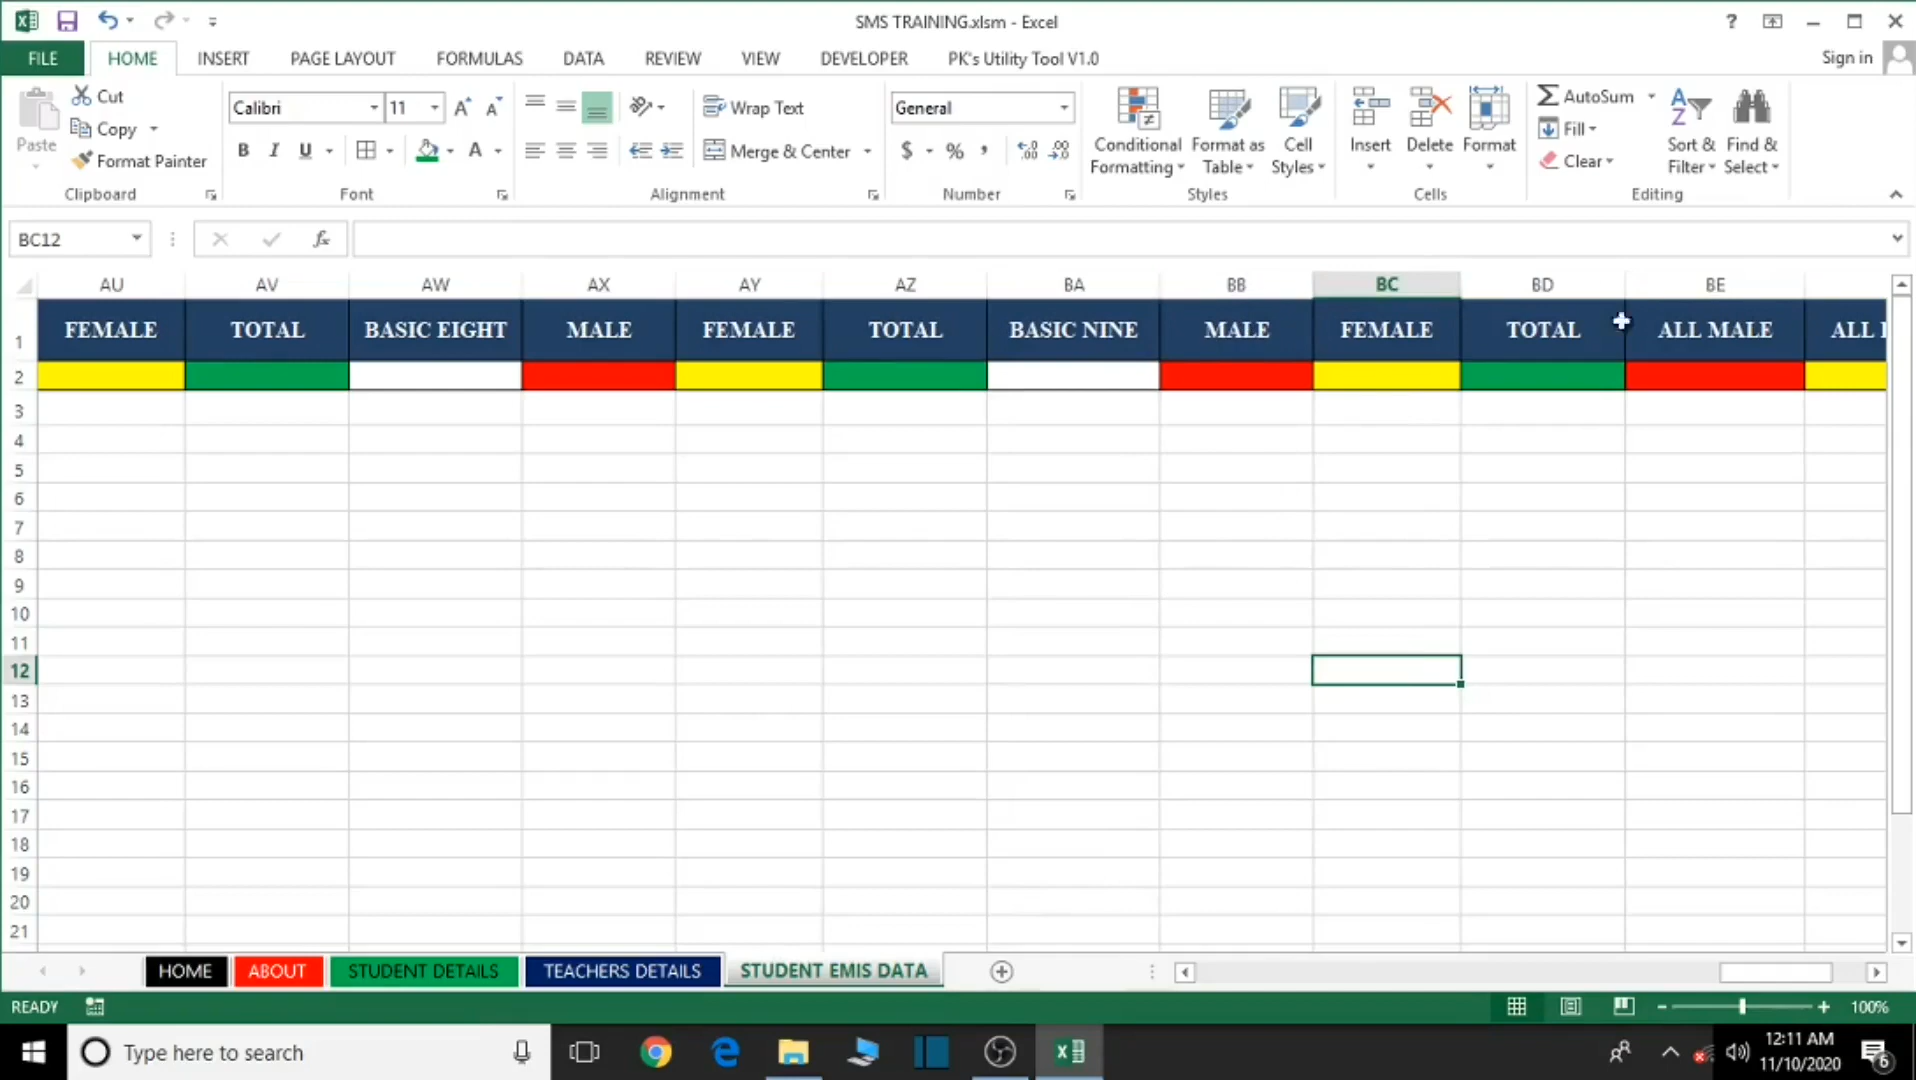 SMS TRAINING.xlsm - Excel
?
FILE HOME INSERT PAGE LAYOUT FORMULAS DATA REVIEW VIEW DEVELOPER PK's Utility Tool V1.0 Sign in
Paste
Cut
Copy
Format Painter
Clipboard
Calibri 11
A A
B I U A
Font
Wrap Text
Merge & Center
Alignment
General
$ % ,
Number
Conditional Formatting
Format as Table
Cell Styles
Styles
Insert Delete Format
Cells
AutoSum
Fill
Clear
Sort & Filter
Find & Select
Editing
BC12 fx
AU AV AW AX AY AZ BA BB BC BD BE
1 FEMALE TOTAL BASIC EIGHT MALE FEMALE TOTAL BASIC NINE MALE FEMALE TOTAL ALL MALE ALL
2
3
4
5
6
7
8
9
10
11
12
13
14
15
16
17
18
19
20
21
HOME ABOUT STUDENT DETAILS TEACHERS DETAILS STUDENT EMIS DATA
READY 100%
Type here to search
12:11 AM
11/10/2020
6